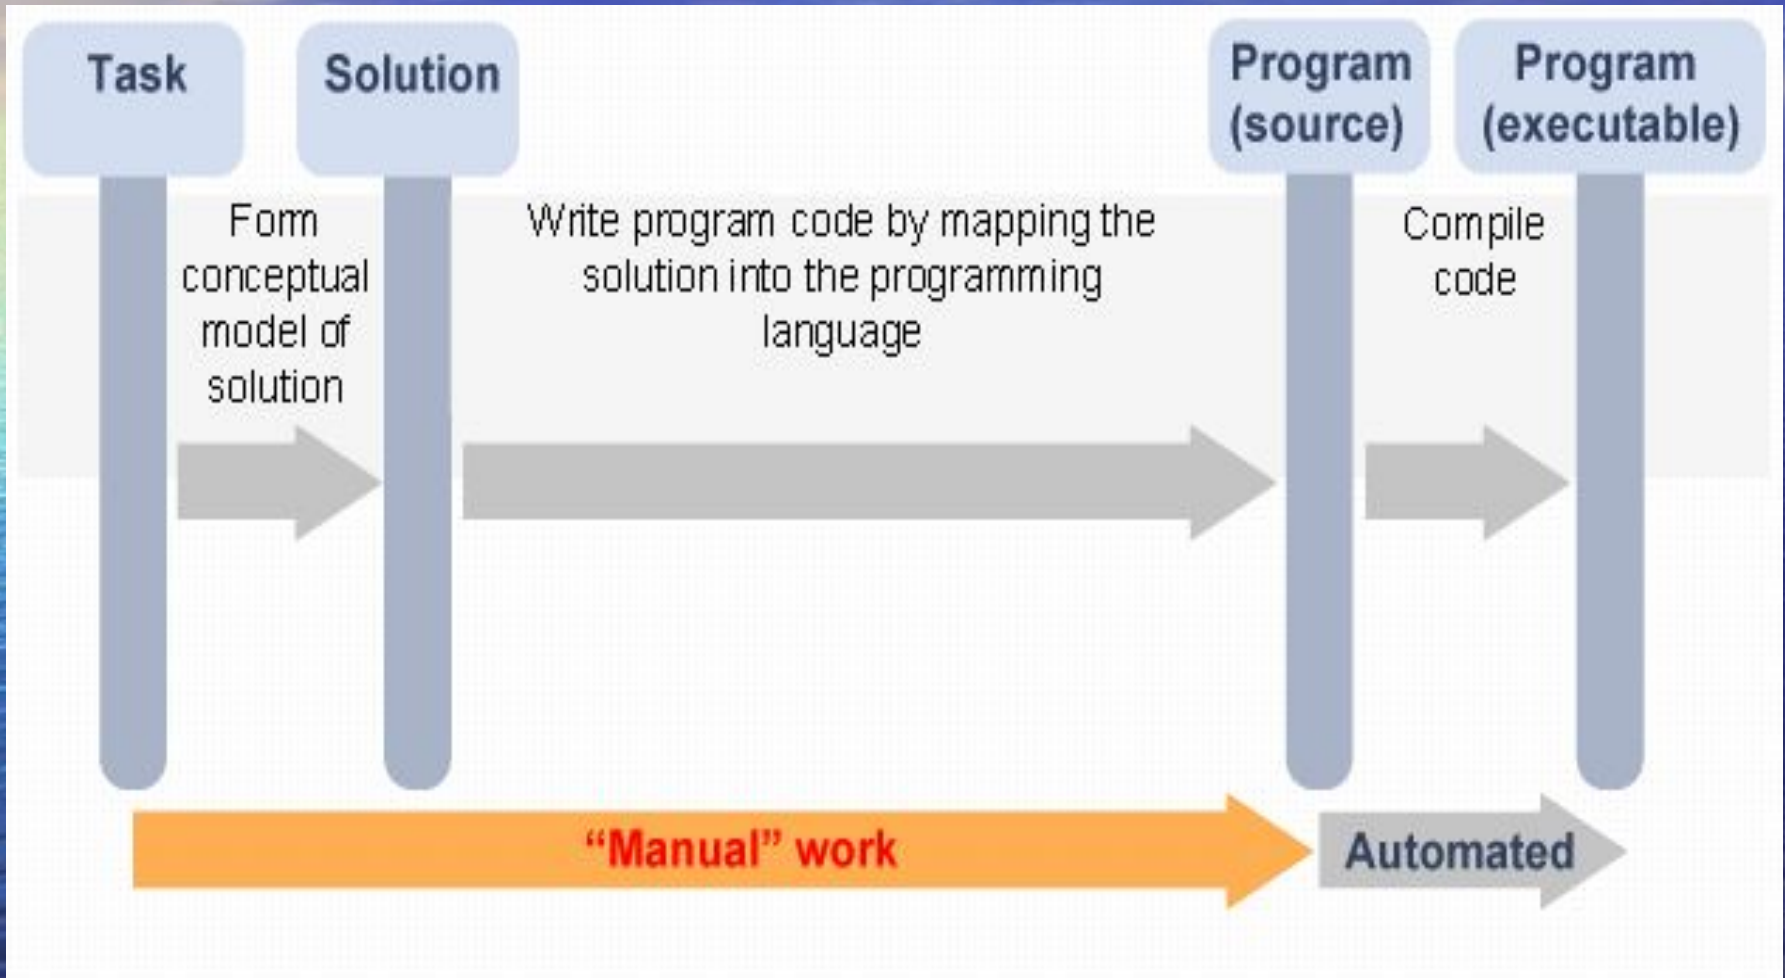 Task
Solution
Program
(source)
Program
(executable)
Form
conceptual
model of
solution
Write program code by mapping the
solution into the programming
language
Compile
code
“Manual” work
Automated